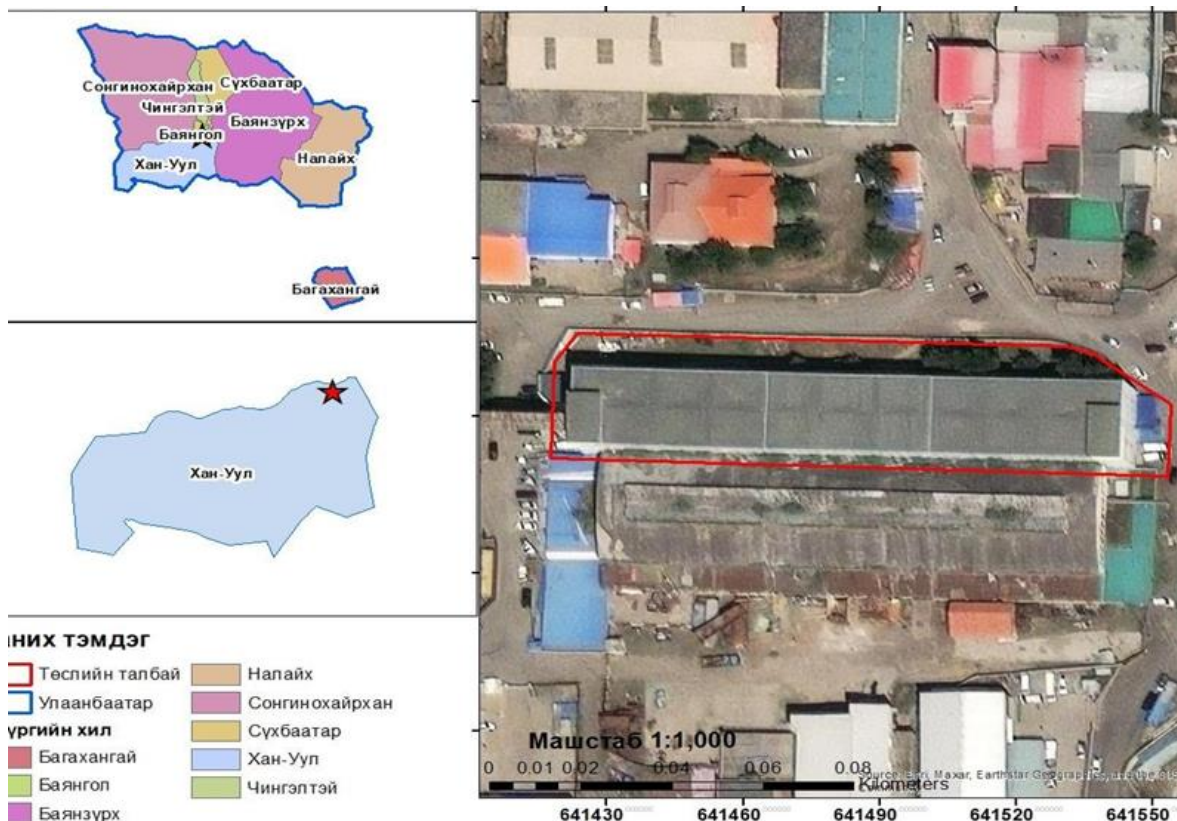 Сонгинохайрхан
Сүхбаатар
Чингэлтэй
Баянгол
Баянзүрх
Хан-Уул
Налайх
Багахангай
Хан-Уул
НИХ ТЭМДЭГ
Төслийн талбай
Улаанбаатар
үргийн хил
Багахангай
Баянгол
Баянзүрх
Налайх
Сонгинохайрхан
Сүхбаатар
Хан-Уул
Чингэлтэй
Машстаб 1:1,000
0 0.01 0.02 0.04 0.06 0.08
Kilometers
Source: Esri, Maxar, Earthstar Geographics,
641430 641460 641490 641520 641550